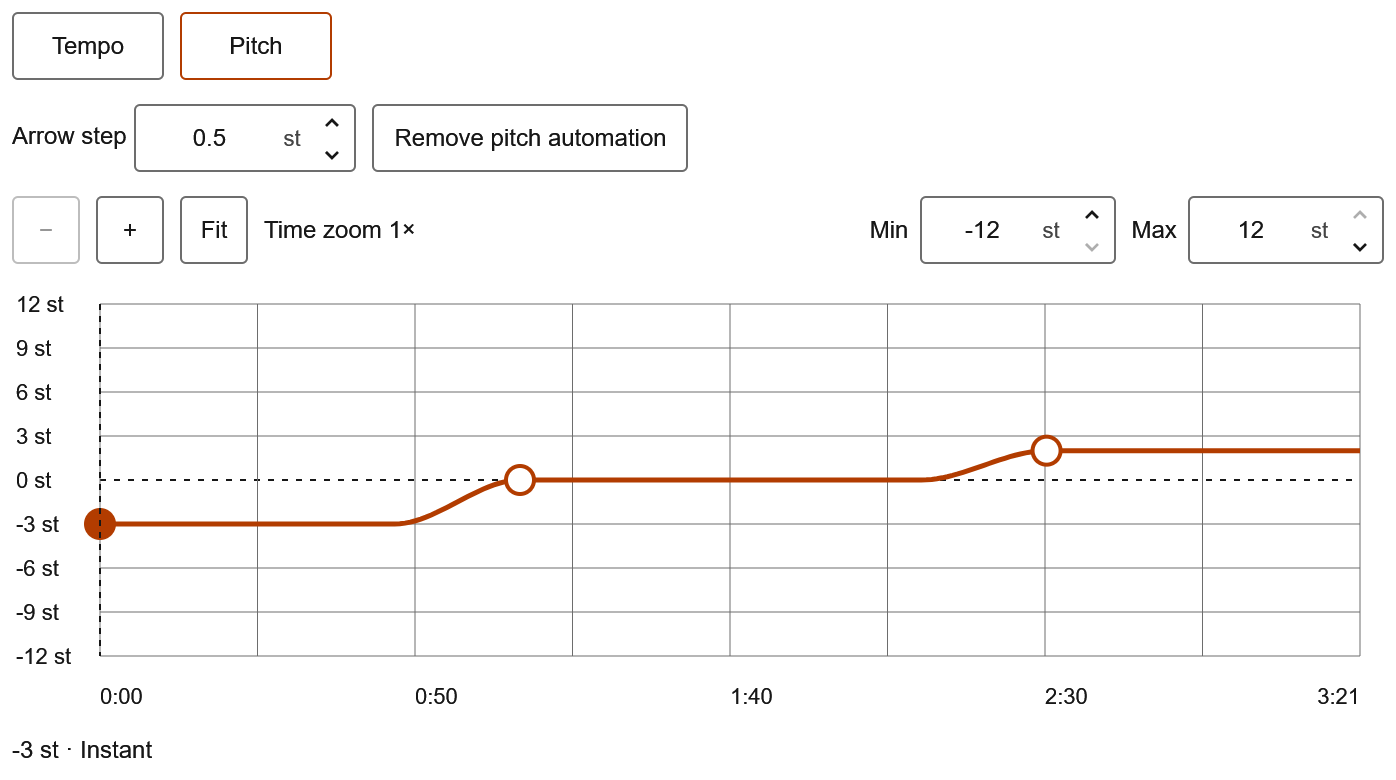 Tempo Pitch
Arrow step 0.5 st Remove pitch automation
− + Fit Time zoom 1× Min -12 st Max 12 st
12 st
9 st
6 st
3 st
0 st
-3 st
-6 st
-9 st
-12 st
0:00 0:50 1:40 2:30 3:21
-3 st · Instant